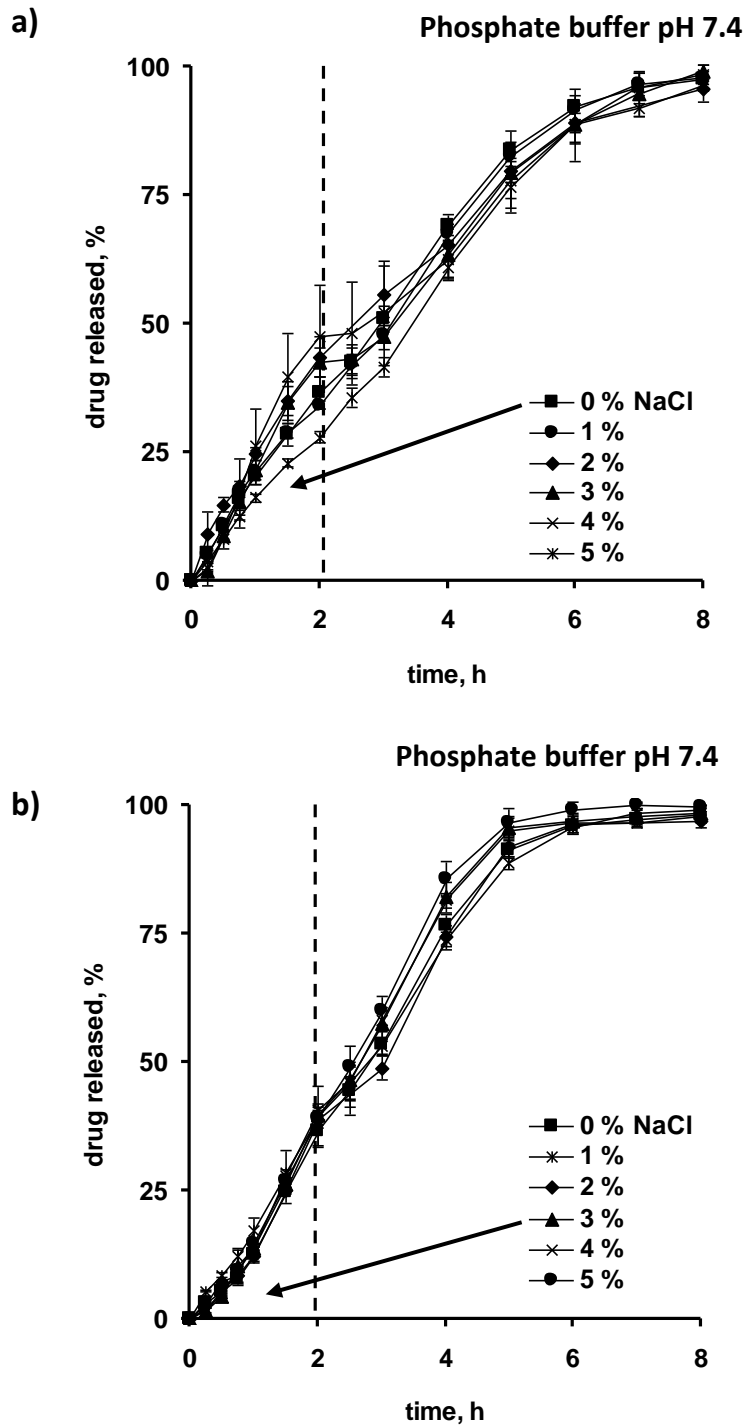 a)
Phosphate buffer pH 7.4
100
75
50
25
0
drug released, %
0 % NaCl
1 %
2 %
3 %
4 %
5 %
0 2 4 6 8
time, h
b)
Phosphate buffer pH 7.4
100
75
50
25
0
drug released, %
0 % NaCl
1 %
2 %
3 %
4 %
5 %
0 2 4 6 8
time, h